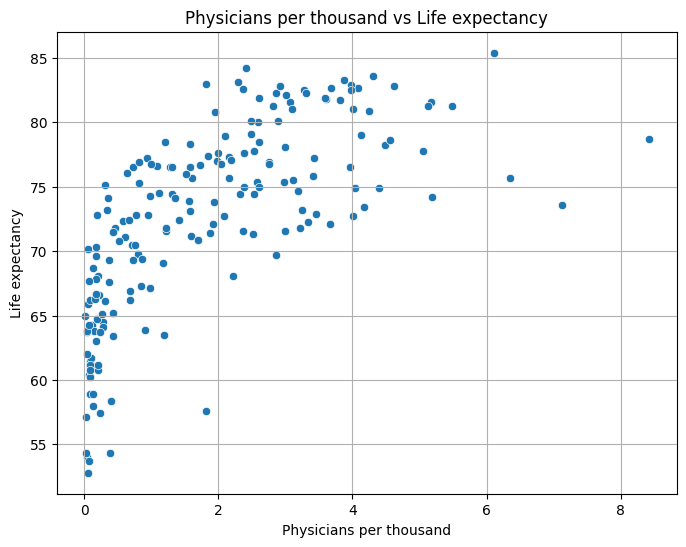 Physicians per thousand vs Life expectancy
Life expectancy
85
80
75
70
65
60
55
0 2 4 6 8
Physicians per thousand